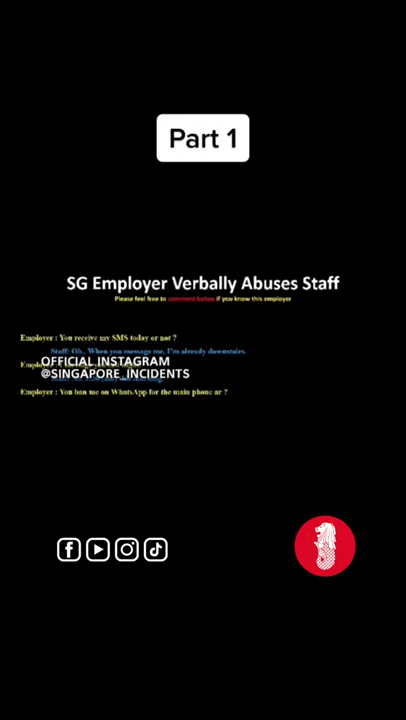 Part 1
SG Employer Verbally Abuses Staff
Please feel free to comment below if you know this employer
Employer : You receive my SMS today or not ?
Staff: Oh.. When you message me, I'm already downstairs.
Employer :
OFFICIAL INSTAGRAM
@SINGAPORE_INCIDENTS
Employer : You ban me on WhatsApp for the main phone ar ?